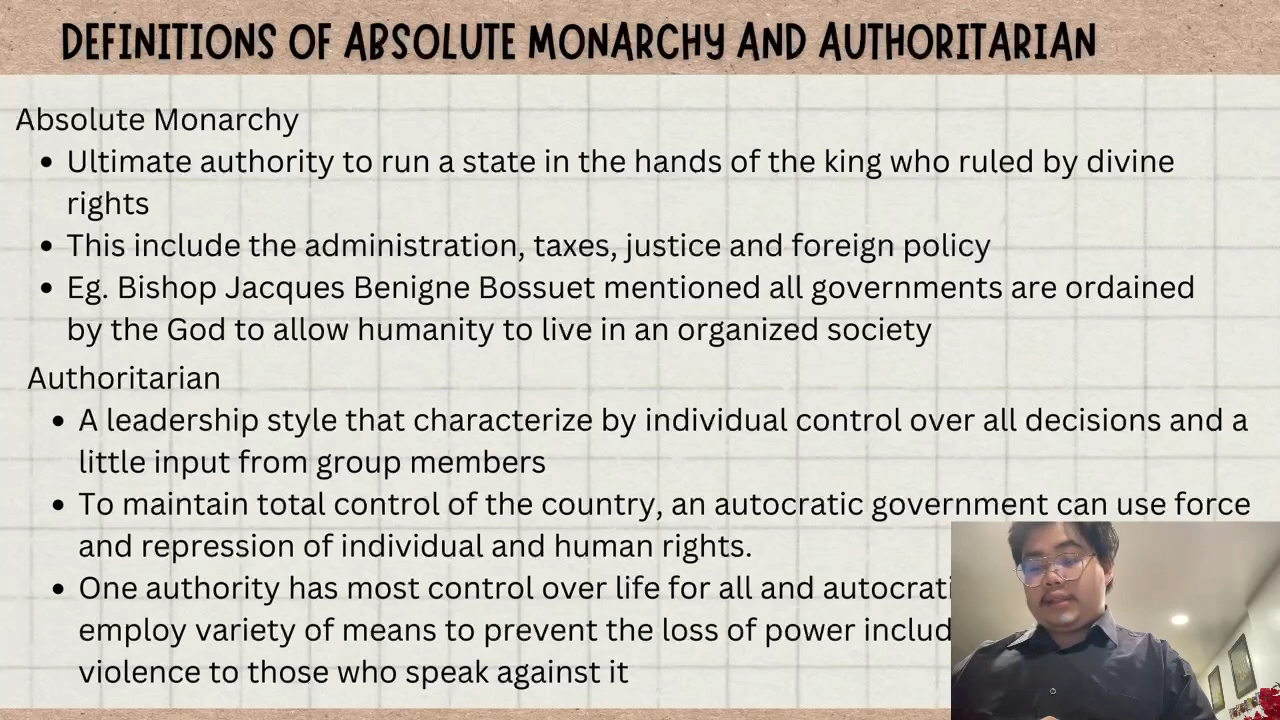 DEFINITIONS OF ABSOLUTE MONARCHY AND AUTHORITARIAN
Absolute Monarchy
• Ultimate authority to run a state in the hands of the king who ruled by divine
rights
• This include the administration, taxes, justice and foreign policy
• Eg. Bishop Jacques Benigne Bossuet mentioned all governments are ordained
by the God to allow humanity to live in an organized society
Authoritarian
• A leadership style that characterize by individual control over all decisions and a
little input from group members
• To maintain total control of the country, an autocratic government can use force
and repression of individual and human rights.
• One authority has most control over life for all and
employ variety of means to prevent the loss of power
violence to those who speak against it